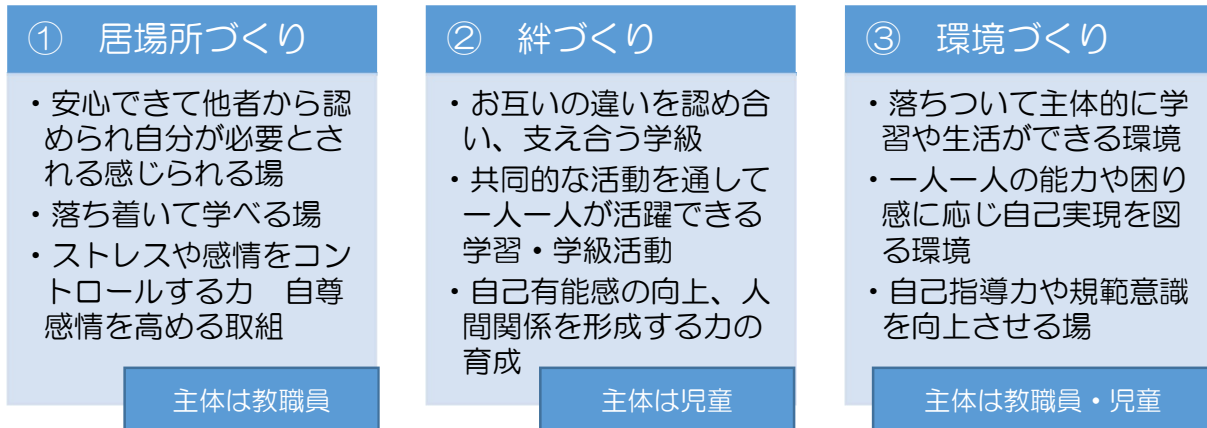 ① 居場所づくり
・安心できて他者から認
められ自分が必要とさ
れる感じられる場
・落ち着いて学べる場
・ストレスや感情をコン
トロールする力 自尊
感情を高める取組
主体は教職員
② 絆づくり
・お互いの違いを認め合
い、支え合う学級
・共同的な活動を通して
一人一人が活躍できる
学習・学級活動
・自己有能感の向上、人
間関係を形成する力の
育成
主体は児童
③ 環境づくり
・落ちついて主体的に学
習や生活ができる環境
・一人一人の能力や困り
感に応じ自己実現を図
る環境
・自己指導力や規範意識
を向上させる場
主体は教職員・児童